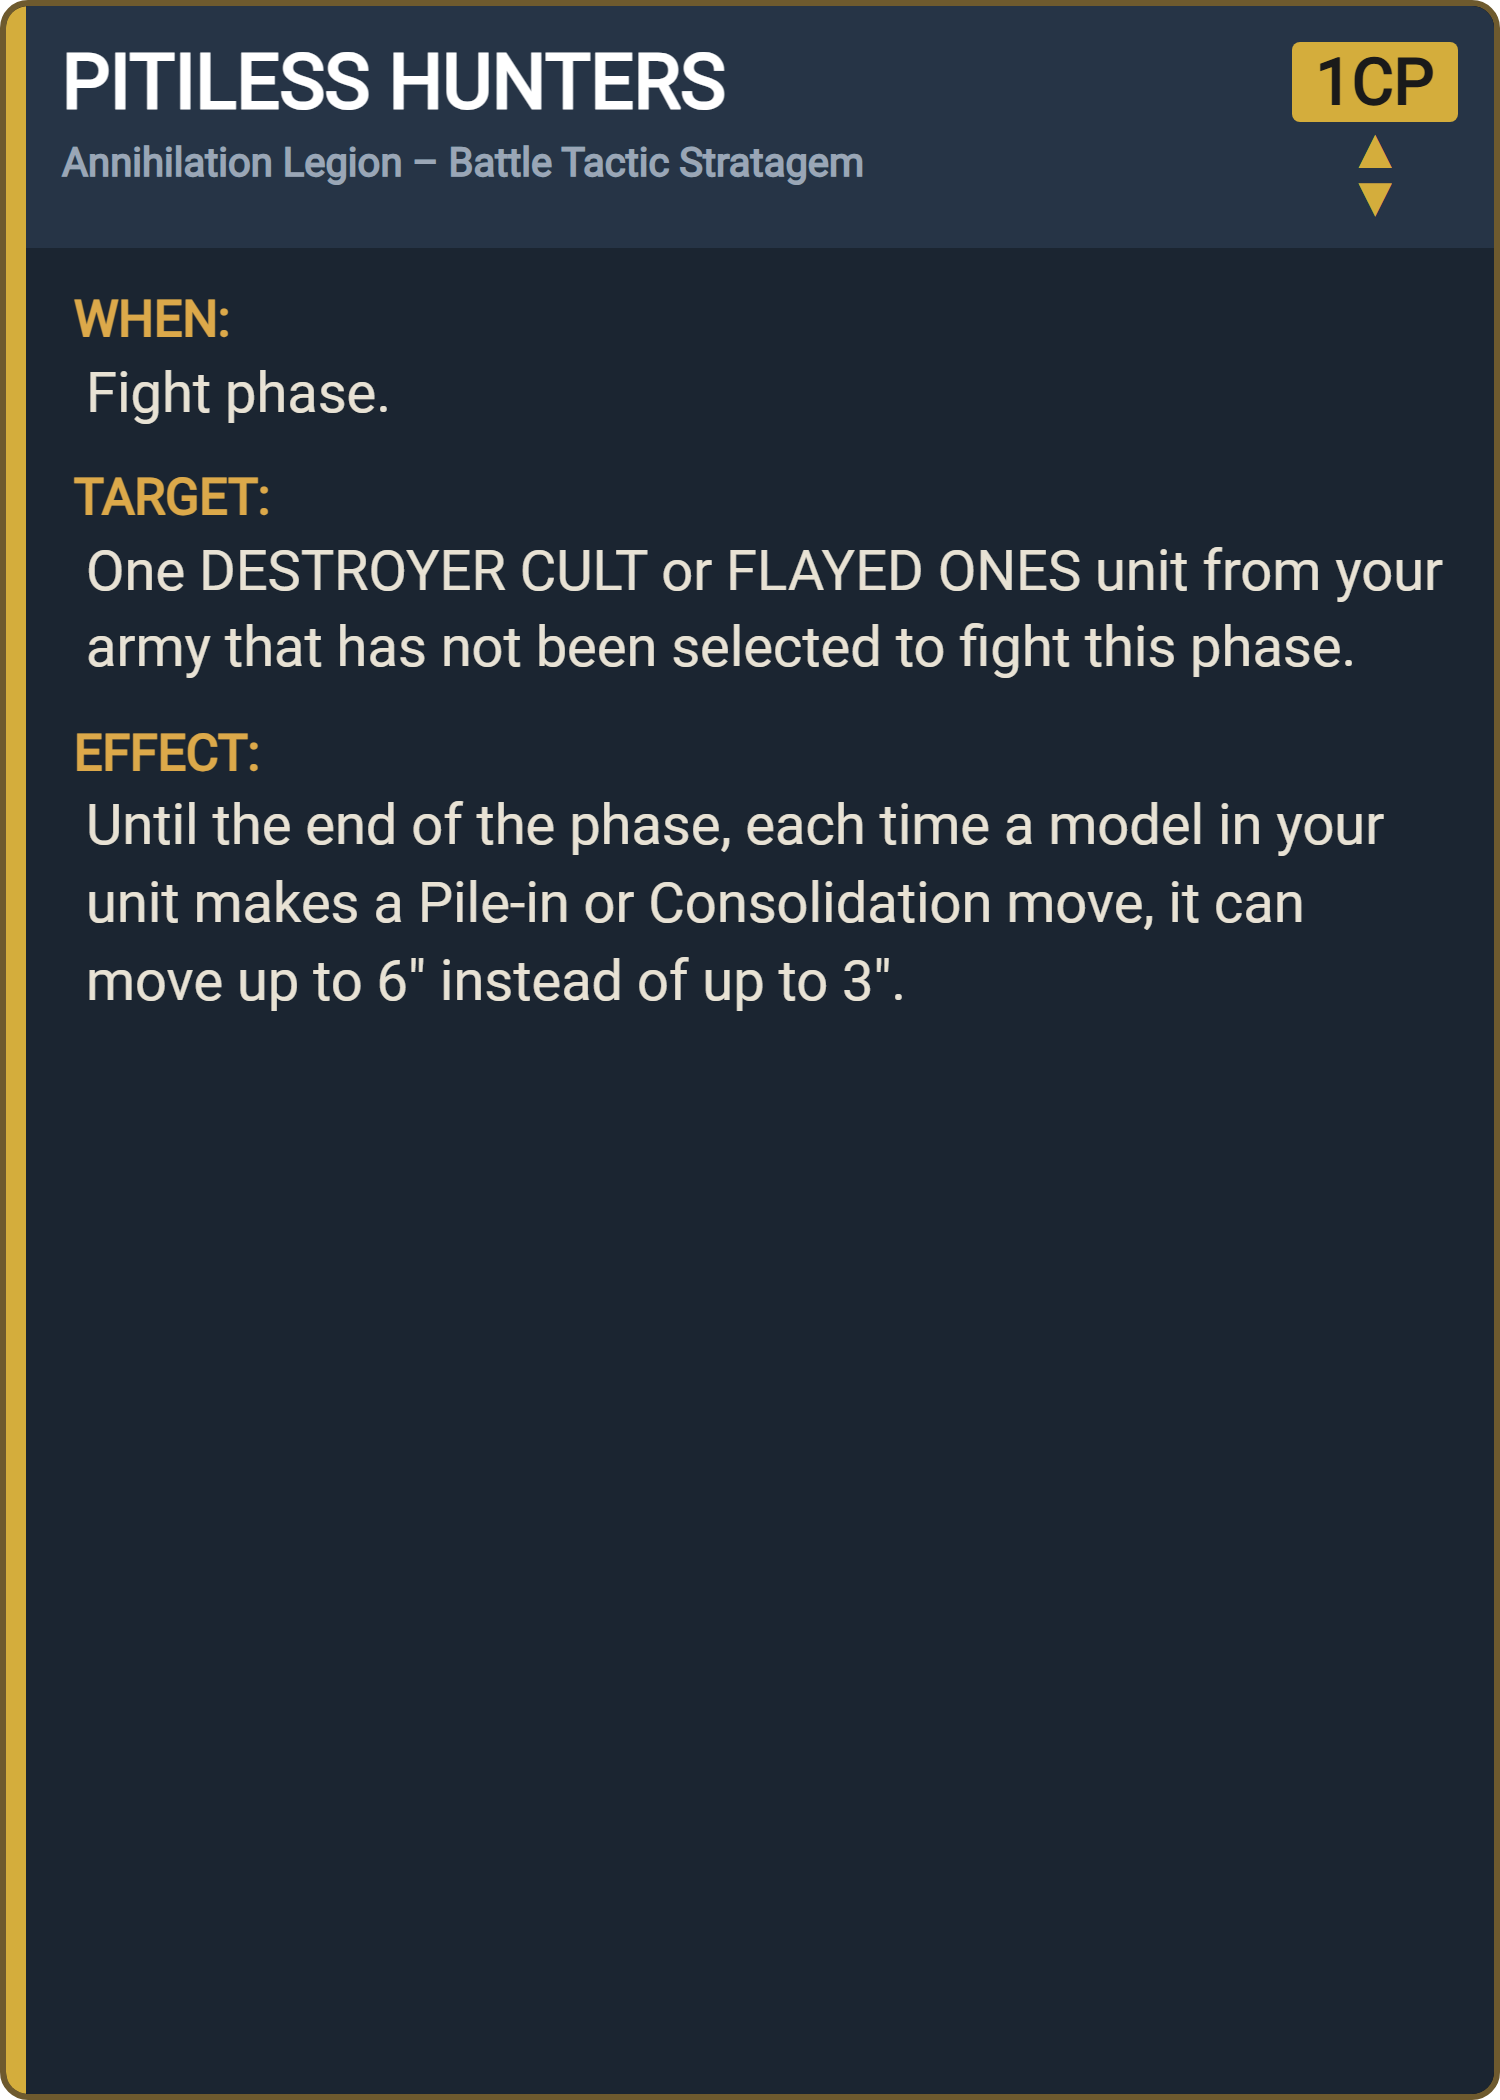 PITILESS HUNTERS
1CP
Annihilation Legion – Battle Tactic Stratagem
▲
▼
WHEN:
Fight phase.
TARGET:
One DESTROYER CULT or FLAYED ONES unit from your
army that has not been selected to fight this phase.
EFFECT:
Until the end of the phase, each time a model in your
unit makes a Pile-in or Consolidation move, it can
move up to 6" instead of up to 3".